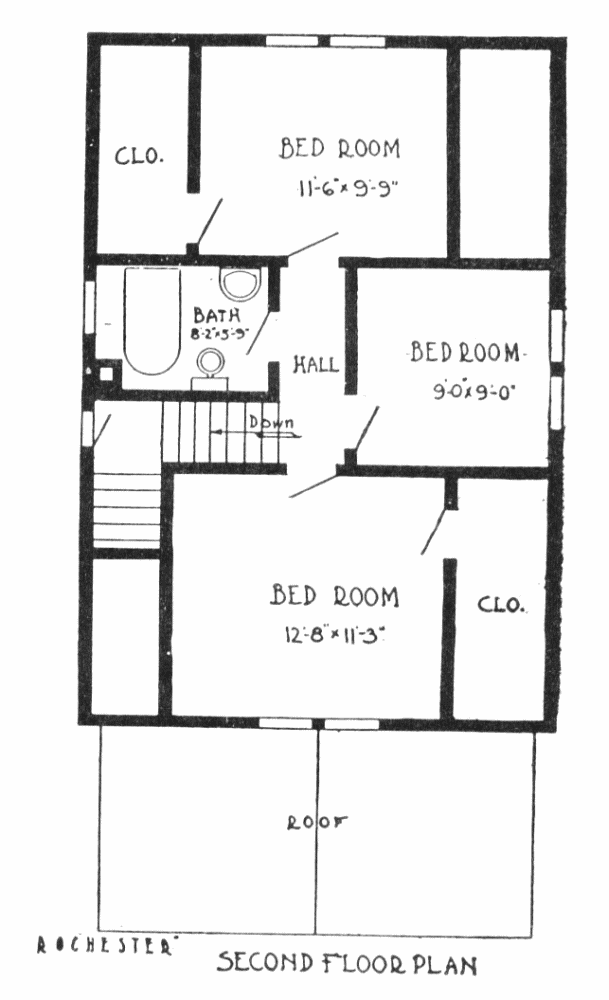 CLO.
BED ROOM
11'-6" x 9'-9"
BATH
8'-2" x 5'-9"
HALL
BED ROOM
9'-0" x 9'-0"
Down
BED ROOM
12'-8" x 11'-3"
CLO.
ROOF
ROCHESTER"
SECOND FLOOR PLAN